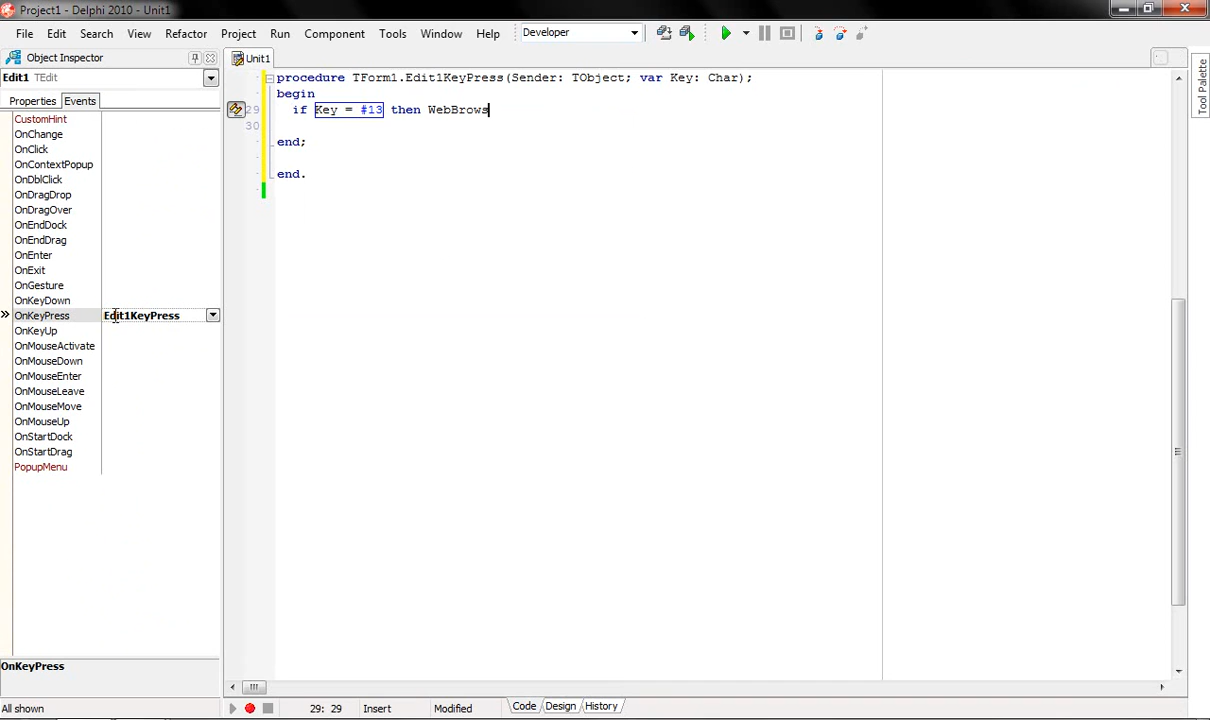 Project1 - Delphi 2010 - Unit1
File Edit Search View Refactor Project Run Component Tools Window Help Developer
Object Inspector
Unit1
Edit1 TEdit
Properties Events
CustomHint
OnChange
OnClick
OnContextPopup
OnDblClick
OnDragDrop
OnDragOver
OnEndDock
OnEndDrag
OnEnter
OnExit
OnGesture
OnKeyDown
OnKeyPress Edit1KeyPress
OnKeyUp
OnMouseActivate
OnMouseDown
OnMouseEnter
OnMouseLeave
OnMouseMove
OnMouseUp
OnStartDock
OnStartDrag
PopupMenu
OnKeyPress
All shown
procedure TForm1.Edit1KeyPress(Sender: TObject; var Key: Char);
begin
29 if Key = #13 then WebBrows
30
end;
end.
Tool Palette
29: 29 Insert Modified Code Design History